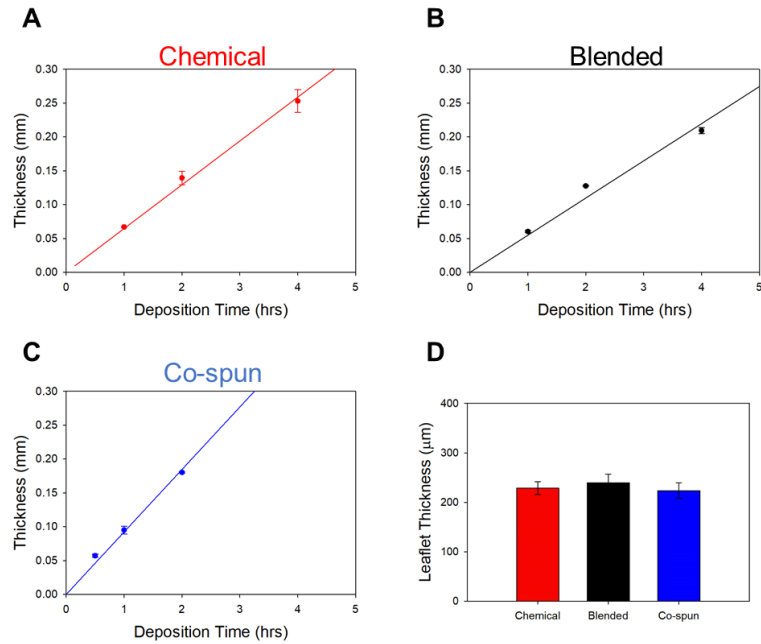 A
Chemical
0.30
0.25
0.20
0.15
0.10
0.05
0.00
Thickness (mm)
0 1 2 3 4 5
Deposition Time (hrs)
B
Blended
0.30
0.25
0.20
0.15
0.10
0.05
0.00
Thickness (mm)
0 1 2 3 4 5
Deposition Time (hrs)
C
Co-spun
0.30
0.25
0.20
0.15
0.10
0.05
0.00
Thickness (mm)
0 1 2 3 4 5
Deposition Time (hrs)
D
400
300
200
100
0
Leaflet Thickness (μm)
Chemical Blended Co-spun